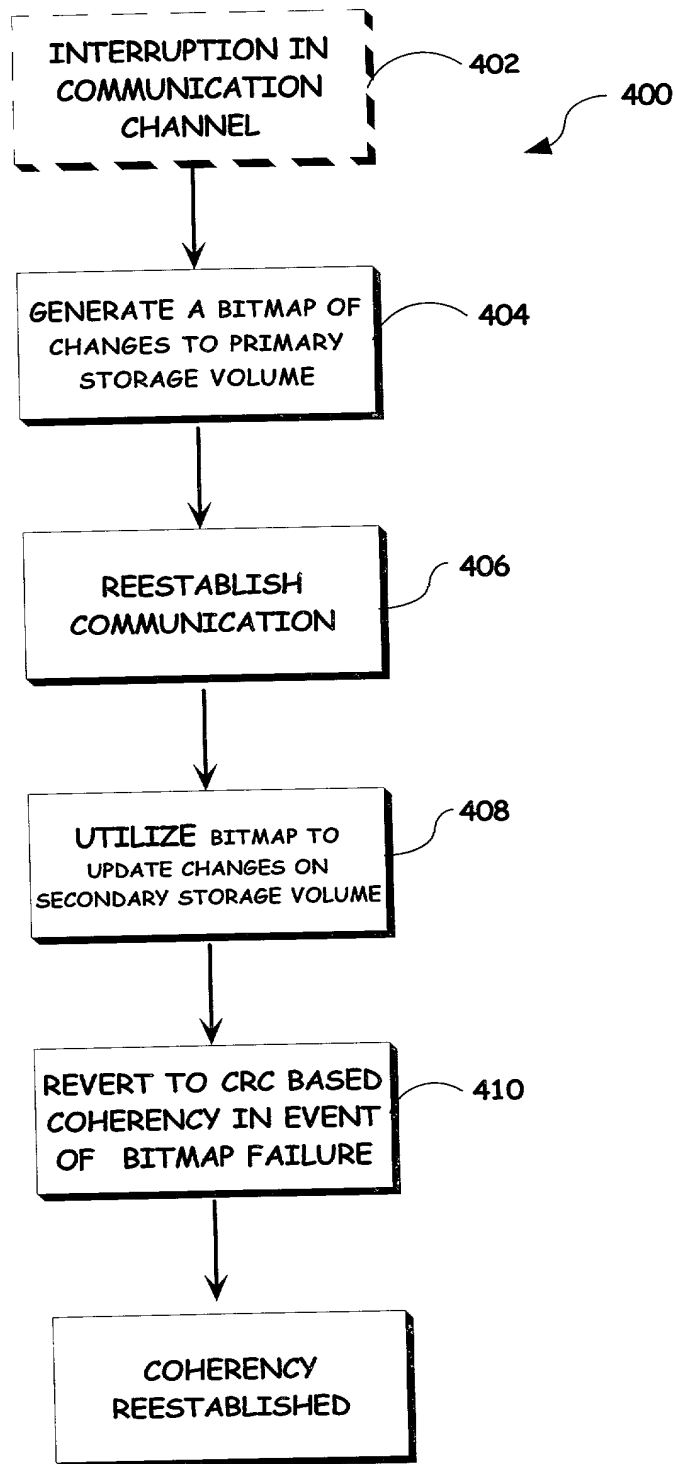 INTERRUPTION IN
COMMUNICATION
CHANNEL
402
400
GENERATE A BITMAP OF
CHANGES TO PRIMARY
STORAGE VOLUME
404
REESTABLISH
COMMUNICATION
406
UTILIZE BITMAP TO
UPDATE CHANGES ON
SECONDARY STORAGE VOLUME
408
REVERT TO CRC BASED
COHERENCY IN EVENT
OF BITMAP FAILURE
410
COHERENCY
REESTABLISHED